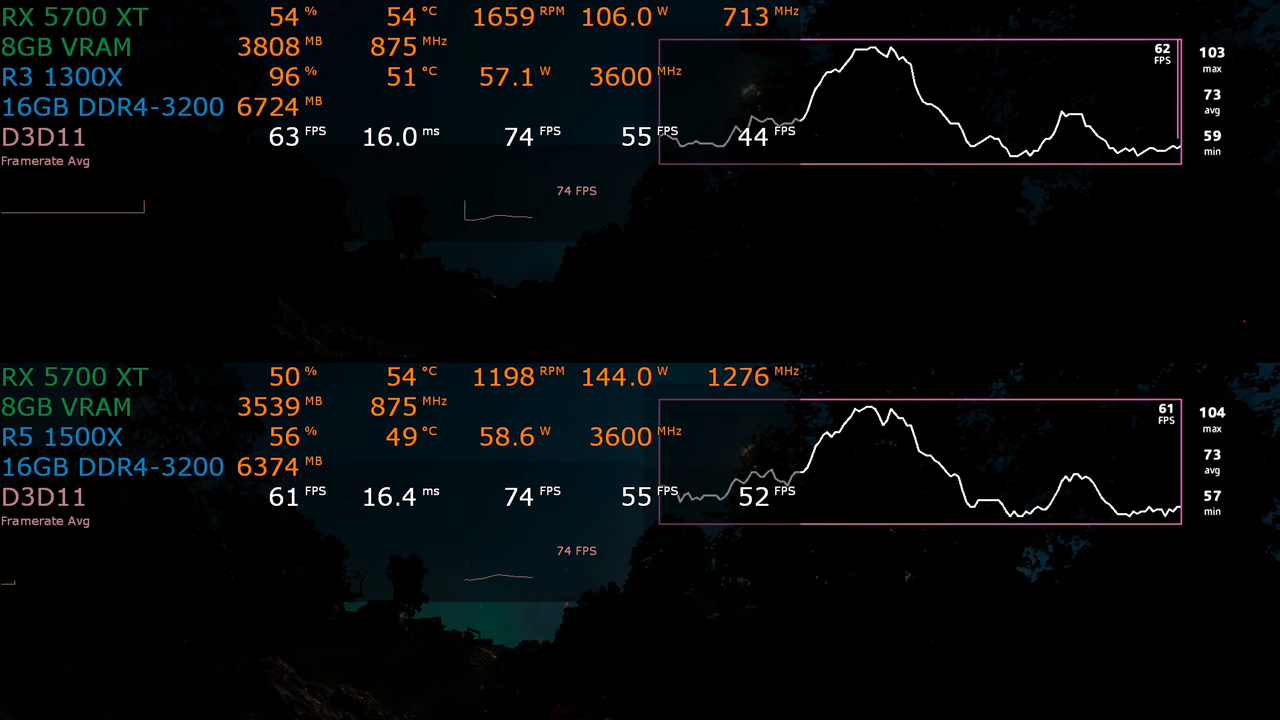 RX 5700 XT 54 % 54 °C 1659 RPM 106.0 W 713 MHz
8GB VRAM 3808 MB 875 MHz
R3 1300X 96 % 51 °C 57.1 W 3600 MHz
16GB DDR4-3200 6724 MB
D3D11 63 FPS 16.0 ms 74 FPS 55 FPS 44 FPS
Framerate Avg
74 FPS
62 FPS
103 max
73 avg
59 min
RX 5700 XT 50 % 54 °C 1198 RPM 144.0 W 1276 MHz
8GB VRAM 3539 MB 875 MHz
R5 1500X 56 % 49 °C 58.6 W 3600 MHz
16GB DDR4-3200 6374 MB
D3D11 61 FPS 16.4 ms 74 FPS 55 FPS 52 FPS
Framerate Avg
74 FPS
61 FPS
104 max
73 avg
57 min